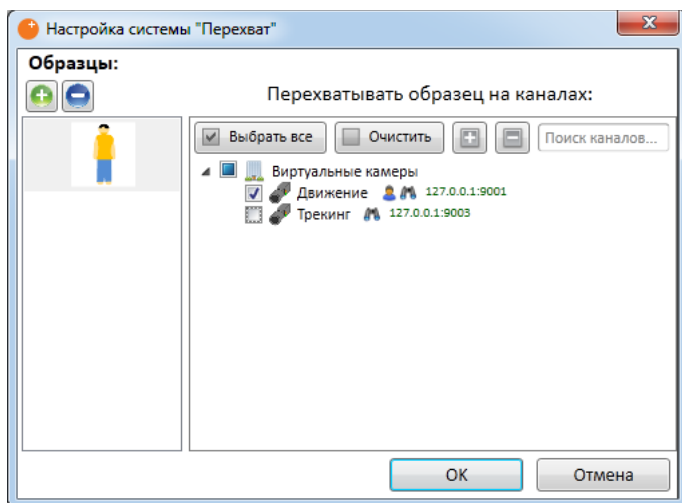 Настройка системы "Перехват"
Образцы:
Перехватывать образец на каналах:
Выбрать все Очистить Поиск каналов...
Виртуальные камеры
Движение 127.0.0.1:9001
Трекинг 127.0.0.1:9003
OK Отмена